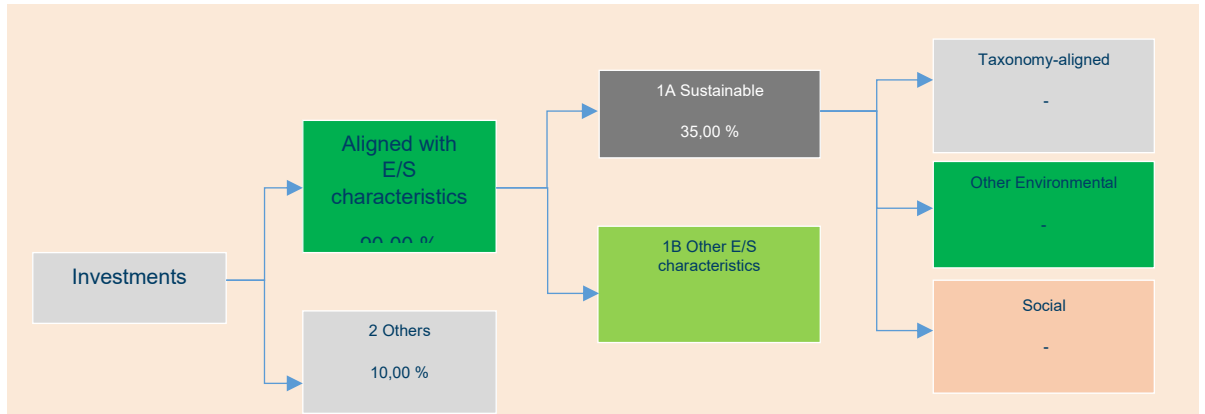 Investments
Aligned with
E/S
characteristics
2 Others
10,00 %
1A Sustainable
35,00 %
1B Other E/S
characteristics
Taxonomy-aligned
-
Other Environmental
-
Social
-